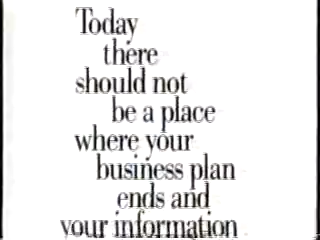 Today
there
should not
be a place
where your
business plan
ends and
your information